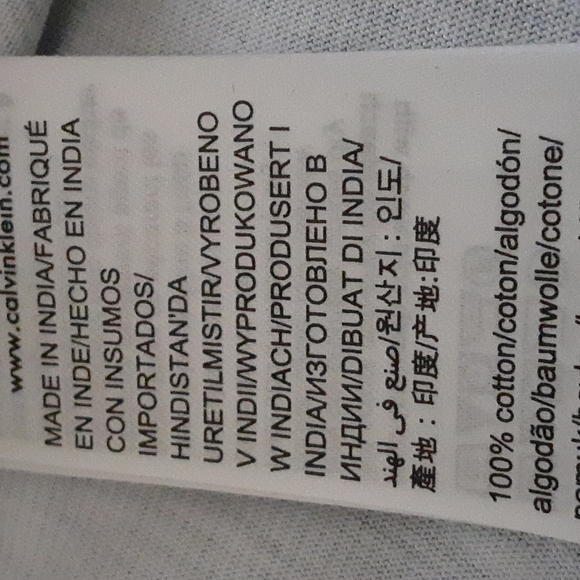 www.calvinklein.com
MADE IN INDIA/FABRIQUÉ
EN INDE/HECHO EN INDIA
CON INSUMOS
IMPORTADOS/
HINDISTAN'DA
URETILMISTIR/VYROBENO
V INDII/WYPRODUKOWANO
W INDIACH/PRODUSERT I
INDIA/ИЗГОТОВЛЕНО В
ИНДИИ/DIBUAT DI INDIA/
صنع في الهند/원산지 : 인도/
產地 : 印度/产地:印度
100% cotton/coton/algodón/
algodão/baumwolle/cotone/